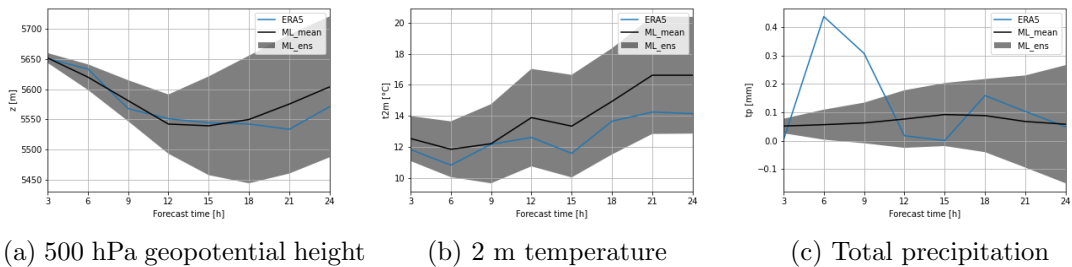 5700
5650
5600
5550
5500
5450
z [m]
3 6 9 12 15 18 21 24
Forecast time [h]
ERA5
ML_mean
ML_ens
20
18
16
14
12
10
t2m [°C]
3 6 9 12 15 18 21 24
Forecast time [h]
ERA5
ML_mean
ML_ens
0.4
0.3
0.2
0.1
0.0
−0.1
tp [mm]
3 6 9 12 15 18 21 24
Forecast time [h]
ERA5
ML_mean
ML_ens
(a) 500 hPa geopotential height
(b) 2 m temperature
(c) Total precipitation